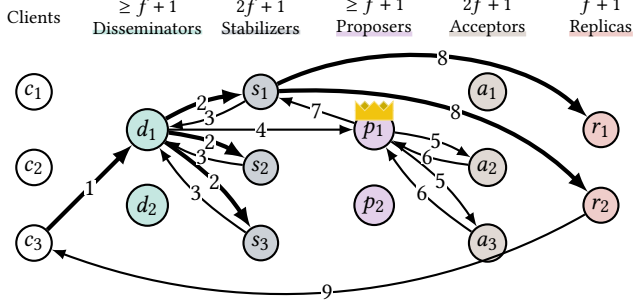 Clients
≥ f + 1
Disseminators
2f + 1
Stabilizers
≥ f + 1
Proposers
2f + 1
Acceptors
f + 1
Replicas
c1
s1
a1
8
2
3
7
8
d1
4
p1
r1
5
2
3
6
c2
s2
a2
1
3
2
5
6
d2
p2
r2
c3
s3
a3
9